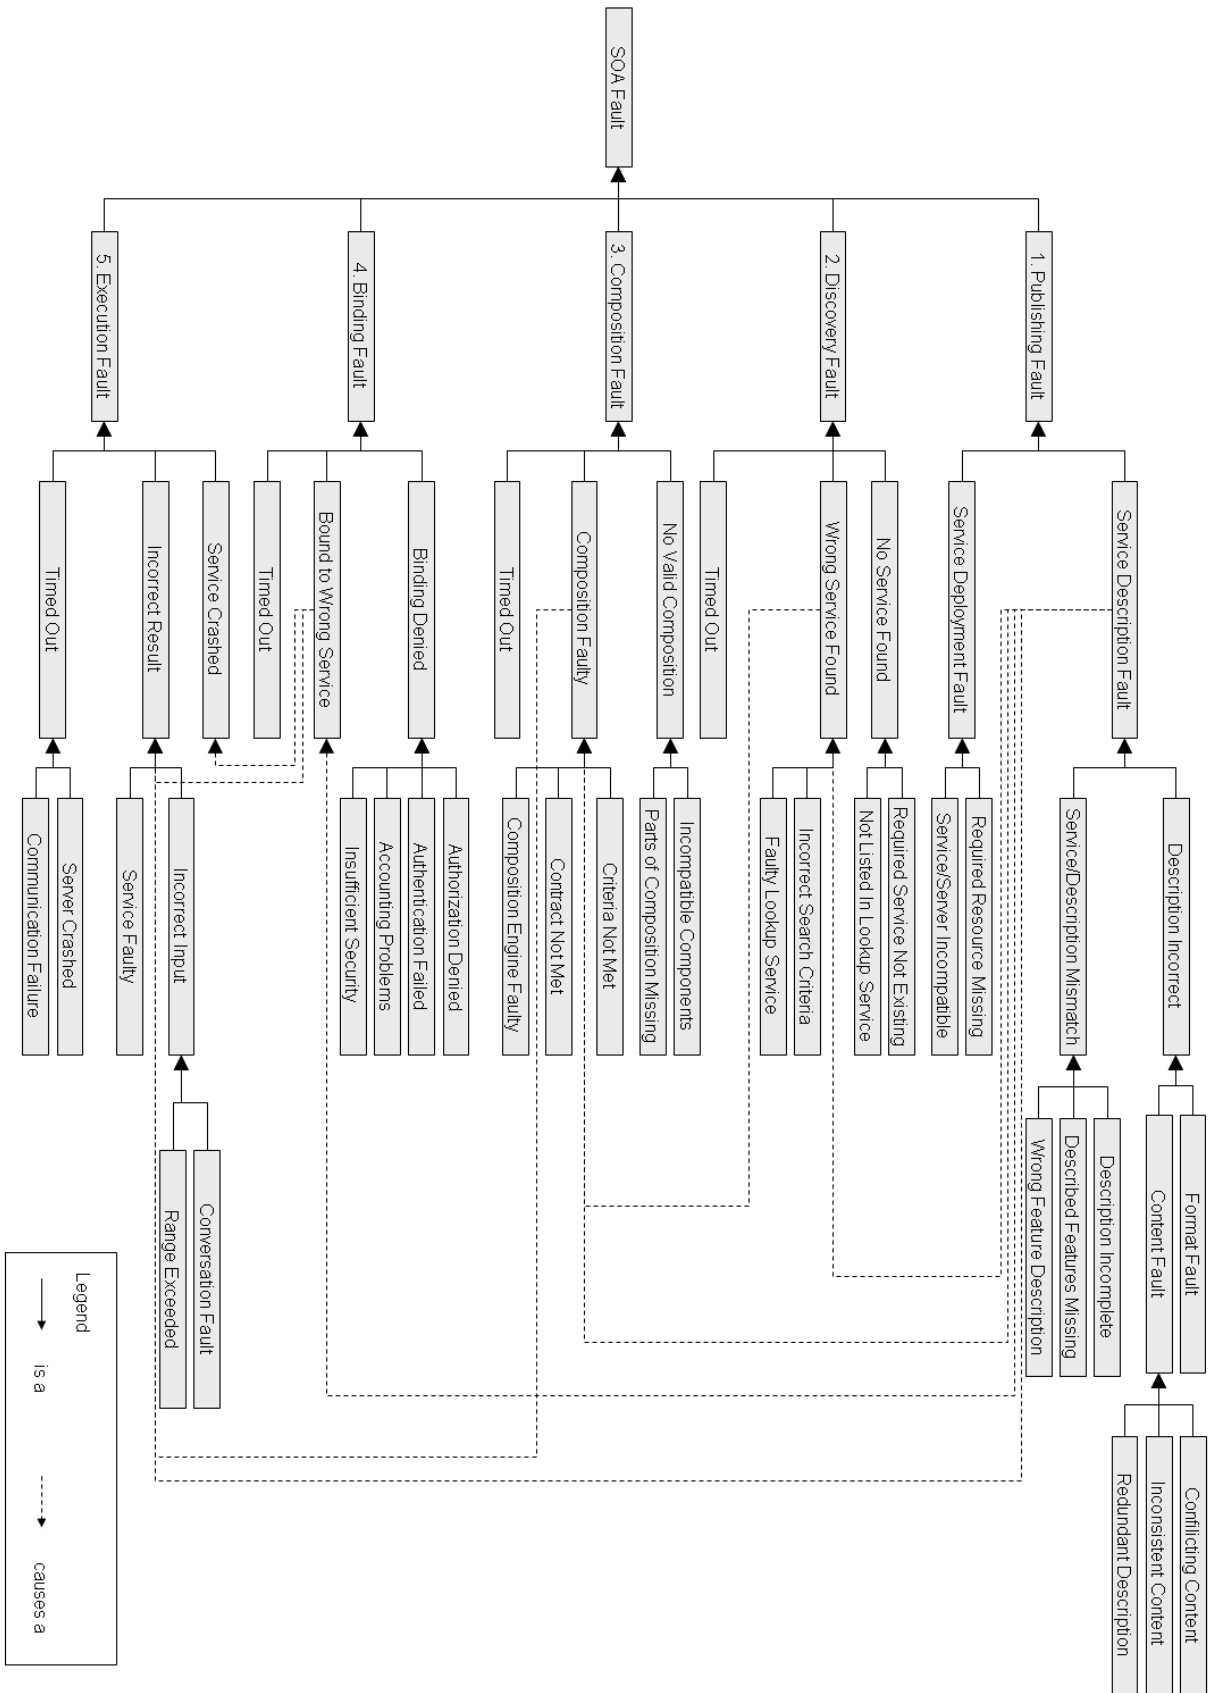 SOA Fault
1. Publishing Fault
Service Description Fault
Description Incorrect
Format Fault
Content Fault
Confilicting Content
Inconsistent Content
Redundant Description
Service/Description Mismatch
Description Incomplete
Described Features Missing
Wrong Feature Description
Service Deployment Fault
Required Resource Missing
Service/Server Incompatible
2. Discovery Fault
No Service Found
Required Service Not Existing
Not Listed In Lookup Service
Wrong Service Found
Incorrect Search Criteria
Faulty Lookup Service
Timed Out
3. Composition Fault
No Valid Composition
Incompatible Components
Parts of Composition Missing
Composition Faulty
Criteria Not Met
Contract Not Met
Composition Engine Faulty
Timed Out
4. Binding Fault
Binding Denied
Authorization Denied
Authentication Failed
Accounting Problems
Insufficient Security
Bound to Wrong Service
Timed Out
5. Execution Fault
Service Crashed
Incorrect Result
Incorrect Input
Conversation Fault
Range Exceeded
Service Faulty
Timed Out
Server Crashed
Communication Failure
Legend
is a
causes a